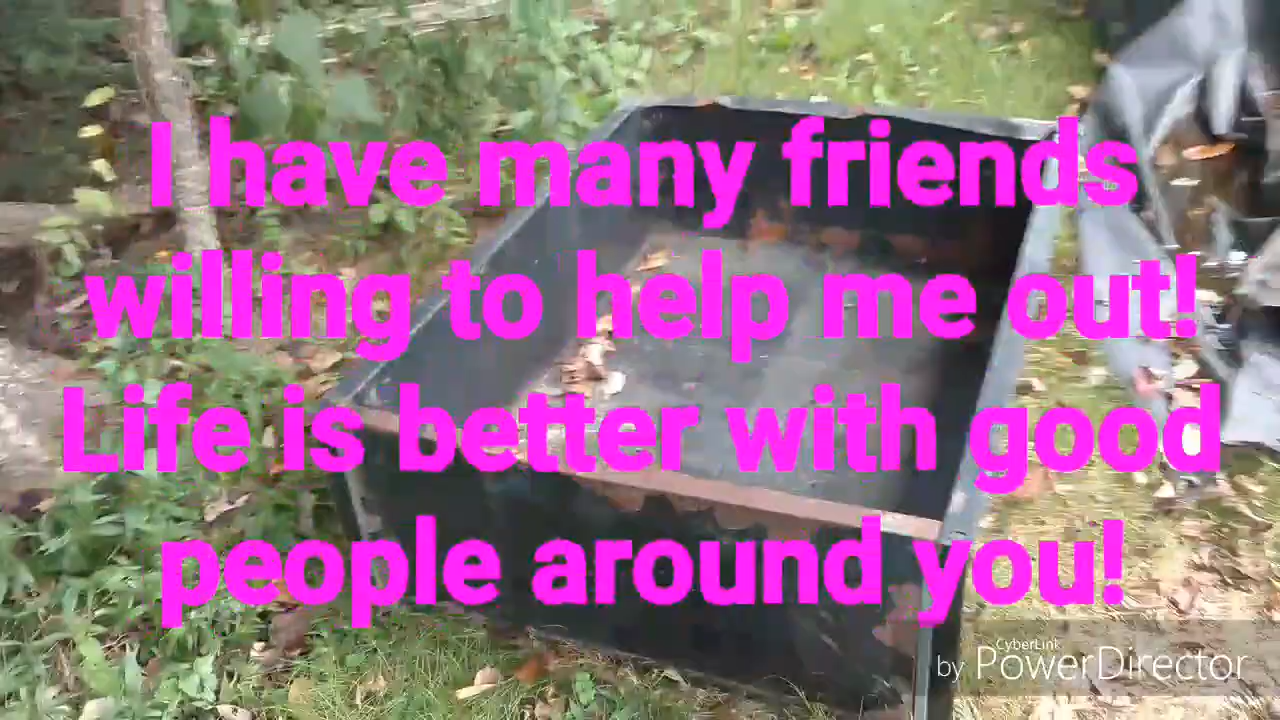 I have many friends
willing to help me out!
Life is better with good
people around you!
CyberLink
by PowerDirector